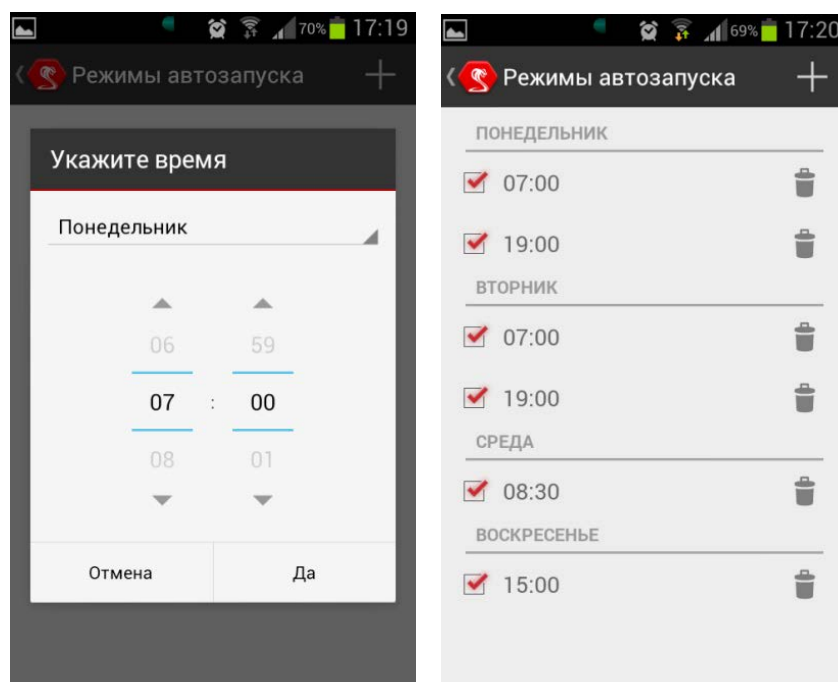 70% 17:19
Режимы автозапуска
Укажите время
Понедельник
06 59
07 : 00
08 01
Отмена Да
69% 17:20
Режимы автозапуска
ПОНЕДЕЛЬНИК
07:00
19:00
ВТОРНИК
07:00
19:00
СРЕДА
08:30
ВОСКРЕСЕНЬЕ
15:00